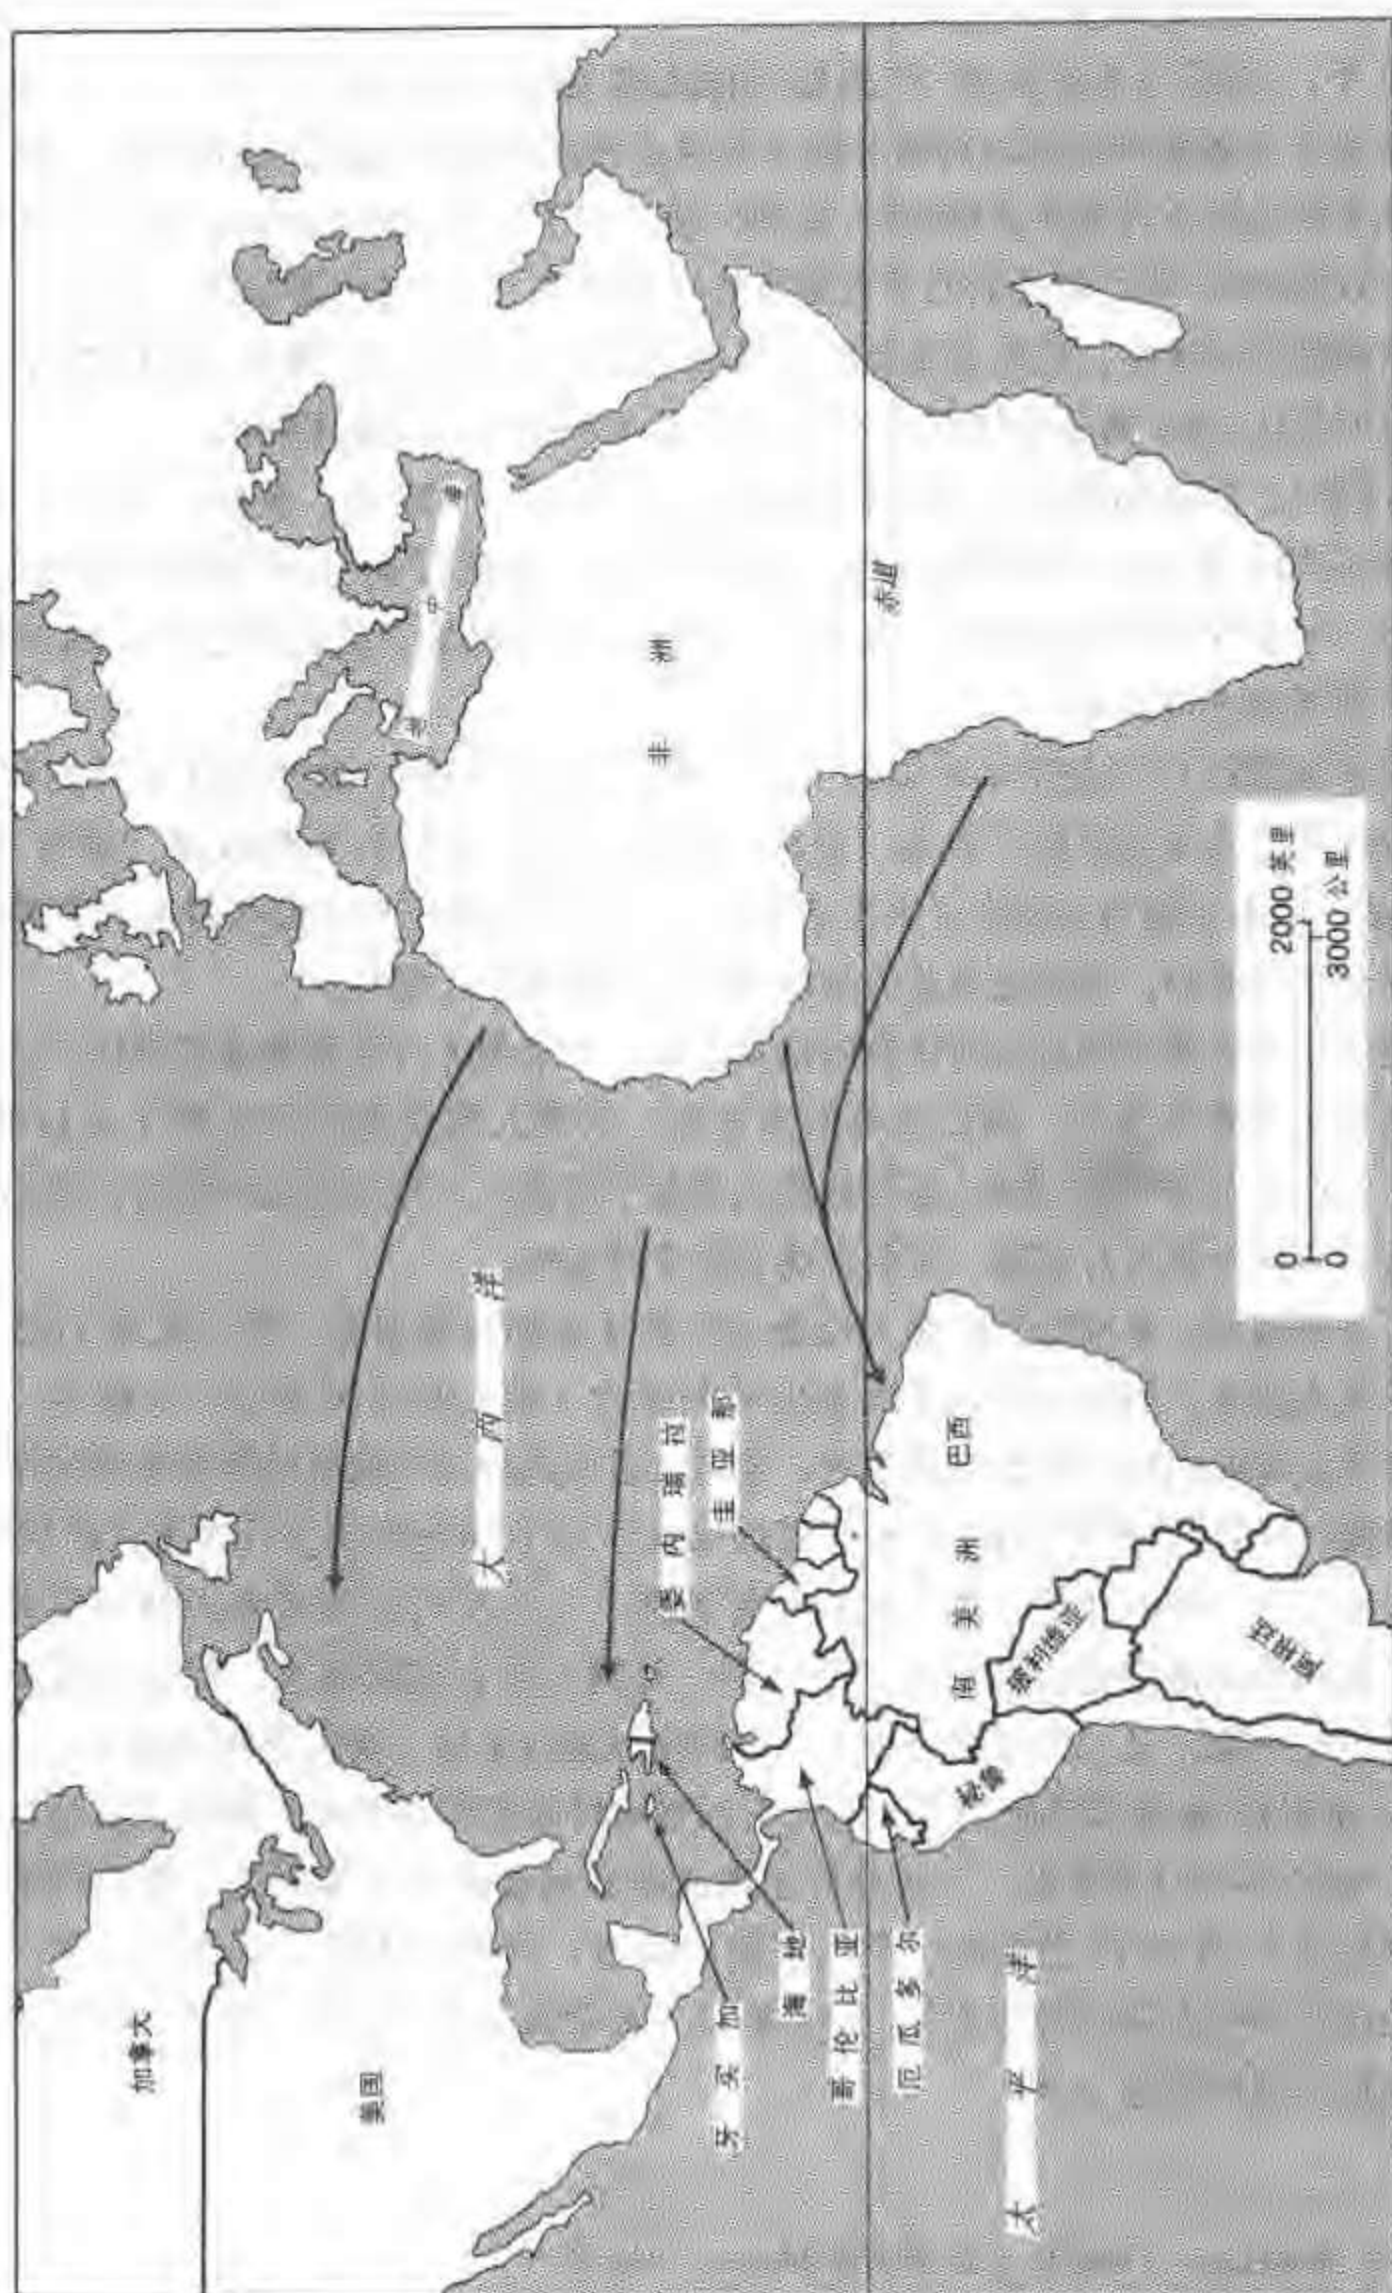 加拿大
美国
大西洋
地中海
非洲
委内瑞拉
圭亚那
牙买加
海地
哥伦比亚
厄瓜多尔
赤道
巴西
南美洲
玻利维亚
秘鲁
阿根廷
太平洋
0 2000 英里
0 3000 公里